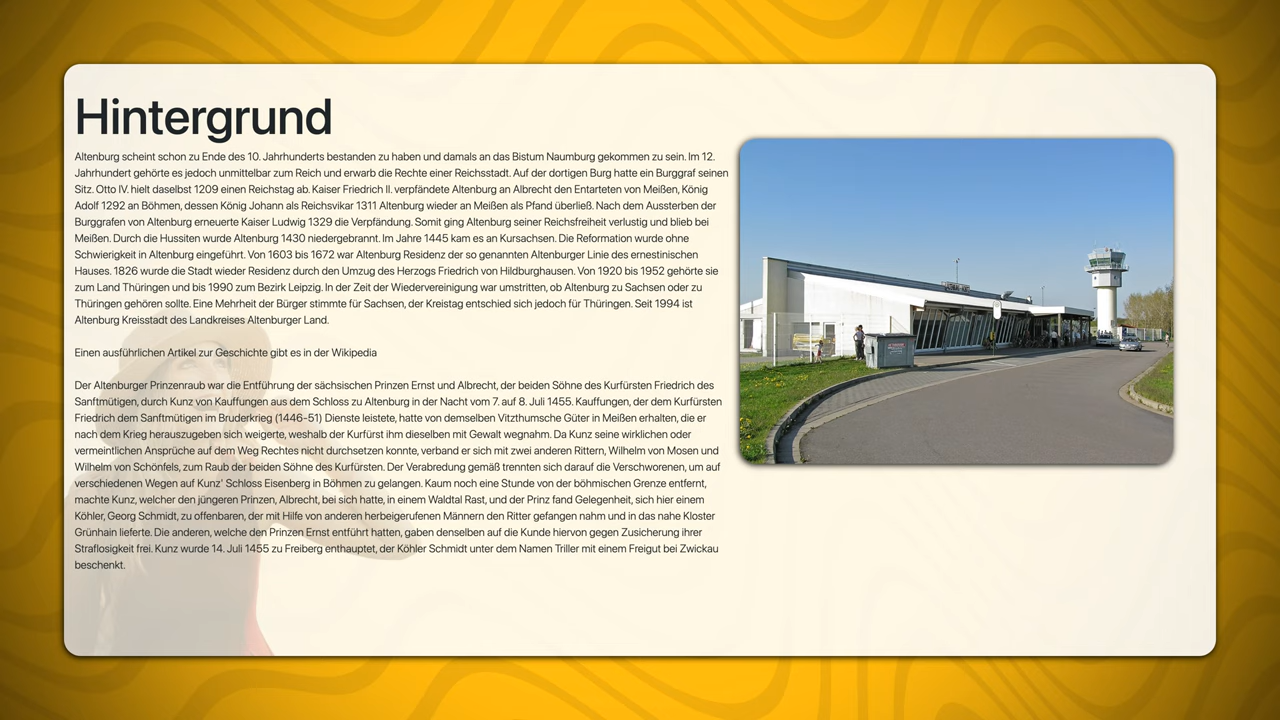 Hintergrund
Altenburg scheint schon zu Ende des 10. Jahrhunderts bestanden zu haben und damals an das Bistum Naumburg gekommen zu sein. Im 12.
Jahrhundert gehörte es jedoch unmittelbar zum Reich und erwarb die Rechte einer Reichsstadt. Auf der dortigen Burg hatte ein Burggraf seinen
Sitz. Otto IV. hielt daselbst 1209 einen Reichstag ab. Kaiser Friedrich II. verpfändete Altenburg an Albrecht den Entarteten von Meißen, König
Adolf 1292 an Böhmen, dessen König Johann als Reichsvikar 1311 Altenburg wieder an Meißen als Pfand überließ. Nach dem Aussterben der
Burggrafen von Altenburg erneuerte Kaiser Ludwig 1329 die Verpfändung. Somit ging Altenburg seiner Reichsfreiheit verlustig und blieb bei
Meißen. Durch die Hussiten wurde Altenburg 1430 niedergebrannt. Im Jahre 1445 kam es an Kursachsen. Die Reformation wurde ohne
Schwierigkeit in Altenburg eingeführt. Von 1603 bis 1672 war Altenburg Residenz der so genannten Altenburger Linie des ernestinischen
Hauses. 1826 wurde die Stadt wieder Residenz durch den Umzug des Herzogs Friedrich von Hildburghausen. Von 1920 bis 1952 gehörte sie
zum Land Thüringen und bis 1990 zum Bezirk Leipzig. In der Zeit der Wiedervereinigung war umstritten, ob Altenburg zu Sachsen oder zu
Thüringen gehören sollte. Eine Mehrheit der Bürger stimmte für Sachsen, der Kreistag entschied sich jedoch für Thüringen. Seit 1994 ist
Altenburg Kreisstadt des Landkreises Altenburger Land.
Einen ausführlichen Artikel zur Geschichte gibt es in der Wikipedia
Der Altenburger Prinzenraub war die Entführung der sächsischen Prinzen Ernst und Albrecht, der beiden Söhne des Kurfürsten Friedrich des
Sanftmütigen, durch Kunz von Kauffungen aus dem Schloss zu Altenburg in der Nacht vom 7. auf 8. Juli 1455. Kauffungen, der dem Kurfürsten
Friedrich dem Sanftmütigen im Bruderkrieg (1446-51) Dienste leistete, hatte von demselben Vitzthumsche Güter in Meißen erhalten, die er
nach dem Krieg herauszugeben sich weigerte, weshalb der Kurfürst ihm dieselben mit Gewalt wegnahm. Da Kunz seine wirklichen oder
vermeintlichen Ansprüche auf dem Weg Rechtes nicht durchsetzen konnte, verband er sich mit zwei anderen Rittern, Wilhelm von Mosen und
Wilhelm von Schönfels, zum Raub der beiden Söhne des Kurfürsten. Der Verabredung gemäß trennten sich darauf die Verschworenen, um auf
verschiedenen Wegen auf Kunz' Schloss Eisenberg in Böhmen zu gelangen. Kaum noch eine Stunde von der böhmischen Grenze entfernt,
machte Kunz, welcher den jüngeren Prinzen, Albrecht, bei sich hatte, in einem Waldtal Rast, und der Prinz fand Gelegenheit, sich hier einem
Köhler, Georg Schmidt, zu offenbaren, der mit Hilfe von anderen herbeigerufenen Männern den Ritter gefangen nahm und in das nahe Kloster
Grünhain lieferte. Die anderen, welche den Prinzen Ernst entführt hatten, gaben denselben auf die Kunde hiervon gegen Zusicherung ihrer
Straflosigkeit frei. Kunz wurde 14. Juli 1455 zu Freiberg enthauptet, der Köhler Schmidt unter dem Namen Triller mit einem Freigut bei Zwickau
beschenkt.